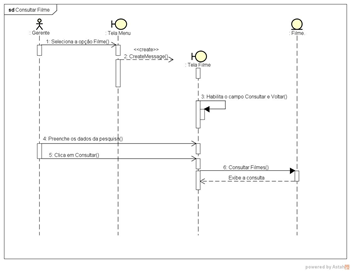 sd Consultar Filme
Gerente
Tela Menu
Filme
1: Seleciona a opção Filme()
<<create>>
2: CreateMessage()
Tela Filme
3: Habilita o campo Consultar e Voltar()
4: Preenche os dados da pesquisa()
5: Clica em Consultar()
6: Consultar Filmes()
Exibe a consulta
powered by Astah